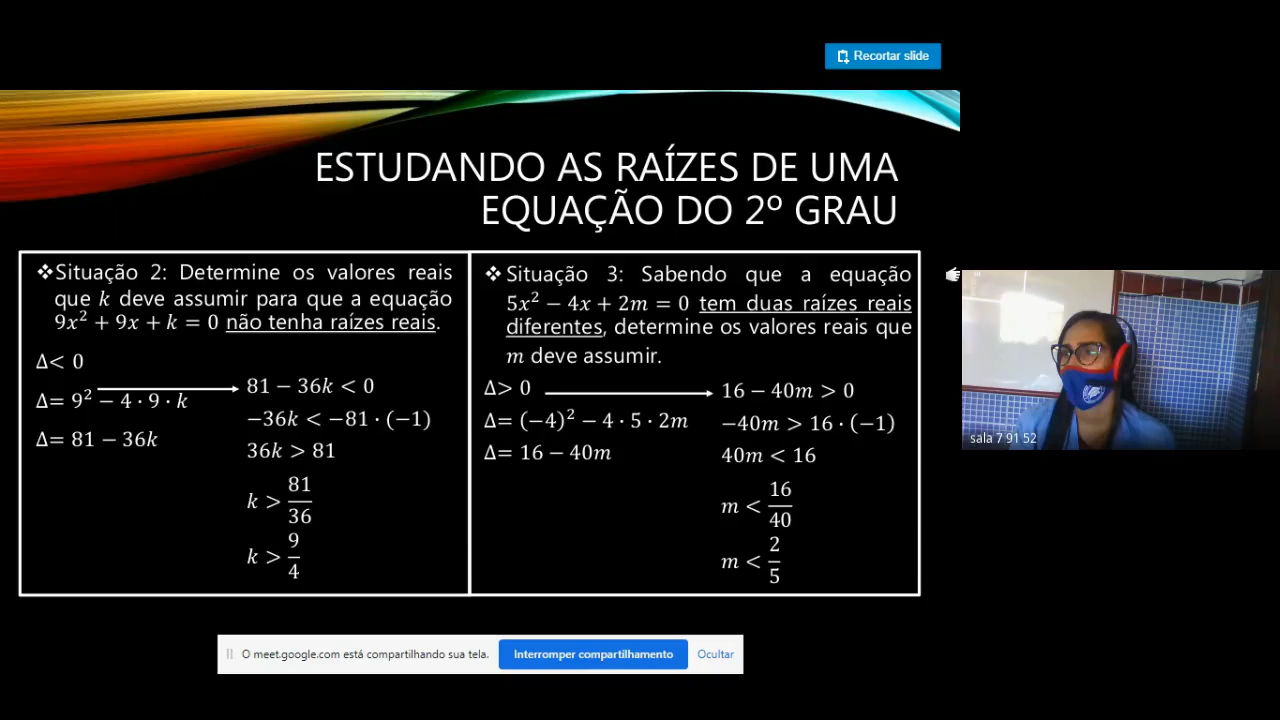 Recortar slide
ESTUDANDO AS RAÍZES DE UMA
EQUAÇÃO DO 2º GRAU
❖Situação 2: Determine os valores reais
que k deve assumir para que a equação
9x² + 9x + k = 0 não tenha raízes reais.
Δ< 0
Δ= 9² − 4 · 9 · k
Δ= 81 − 36k
81 − 36k < 0
−36k < −81 · (−1)
36k > 81
k > 81/36
k > 9/4
❖ Situação 3: Sabendo que a equação
5x² − 4x + 2m = 0 tem duas raízes reais
diferentes, determine os valores reais que
m deve assumir.
Δ> 0
Δ= (−4)² − 4 · 5 · 2m
Δ= 16 − 40m
16 − 40m > 0
−40m > 16 · (−1)
40m < 16
m < 16/40
m < 2/5
sala 7 91 52
O meet.google.com está compartilhando sua tela.
Interromper compartilhamento
Ocultar